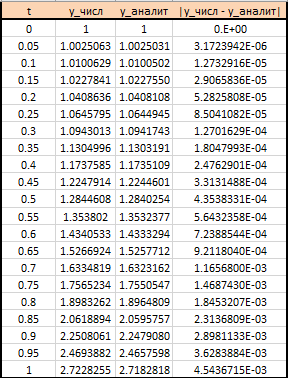 t y_числ y_аналит |y_числ - y_аналит|
0 1 1 0.E+00
0.05 1.0025063 1.0025031 3.1723942E-06
0.1 1.0100629 1.0100502 1.2732916E-05
0.15 1.0227841 1.0227550 2.9065836E-05
0.2 1.0408636 1.0408108 5.2825808E-05
0.25 1.0645795 1.0644945 8.5041082E-05
0.3 1.0943013 1.0941743 1.2701629E-04
0.35 1.1304996 1.1303191 1.8047993E-04
0.4 1.1737585 1.1735109 2.4762901E-04
0.45 1.2247914 1.2244601 3.3131488E-04
0.5 1.2844608 1.2840254 4.3538331E-04
0.55 1.353802 1.3532377 5.6432358E-04
0.6 1.4340533 1.4333294 7.2388544E-04
0.65 1.5266924 1.5257712 9.2118040E-04
0.7 1.6334819 1.6323162 1.1656800E-03
0.75 1.7565234 1.7550547 1.4687430E-03
0.8 1.8983262 1.8964809 1.8453207E-03
0.85 2.0618894 2.0595757 2.3136809E-03
0.9 2.2508061 2.2479080 2.8981133E-03
0.95 2.4693882 2.4657598 3.6283884E-03
1 2.7228255 2.7182818 4.5436715E-03